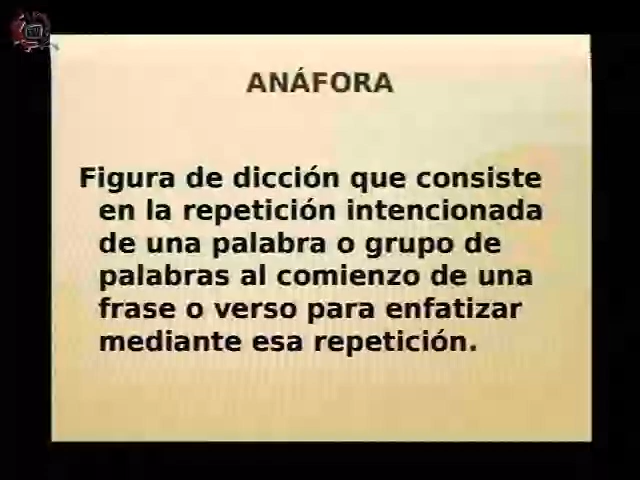 ANÁFORA
Figura de dicción que consiste
en la repetición intencionada
de una palabra o grupo de
palabras al comienzo de una
frase o verso para enfatizar
mediante esa repetición.